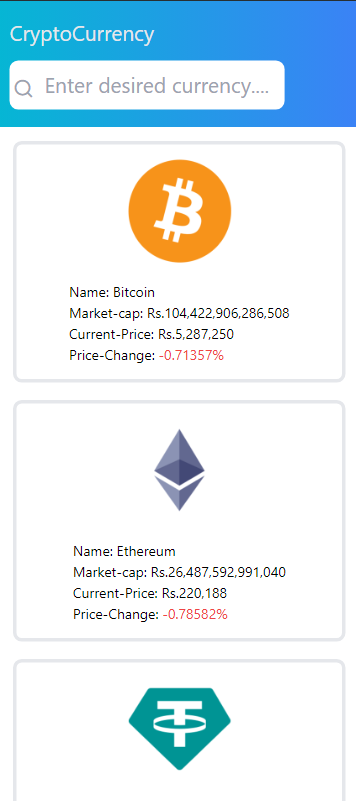 CryptoCurrency
Enter desired currency....
Name: Bitcoin
Market-cap: Rs.104,422,906,286,508
Current-Price: Rs.5,287,250
Price-Change: -0.71357%
Name: Ethereum
Market-cap: Rs.26,487,592,991,040
Current-Price: Rs.220,188
Price-Change: -0.78582%